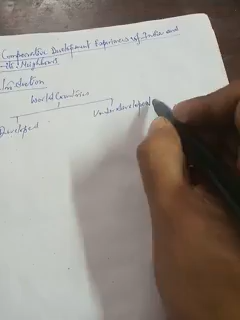 Comparative Development Experiences of India and
its Neighbours
Introduction
World Countries
Developed
Underdeveloped